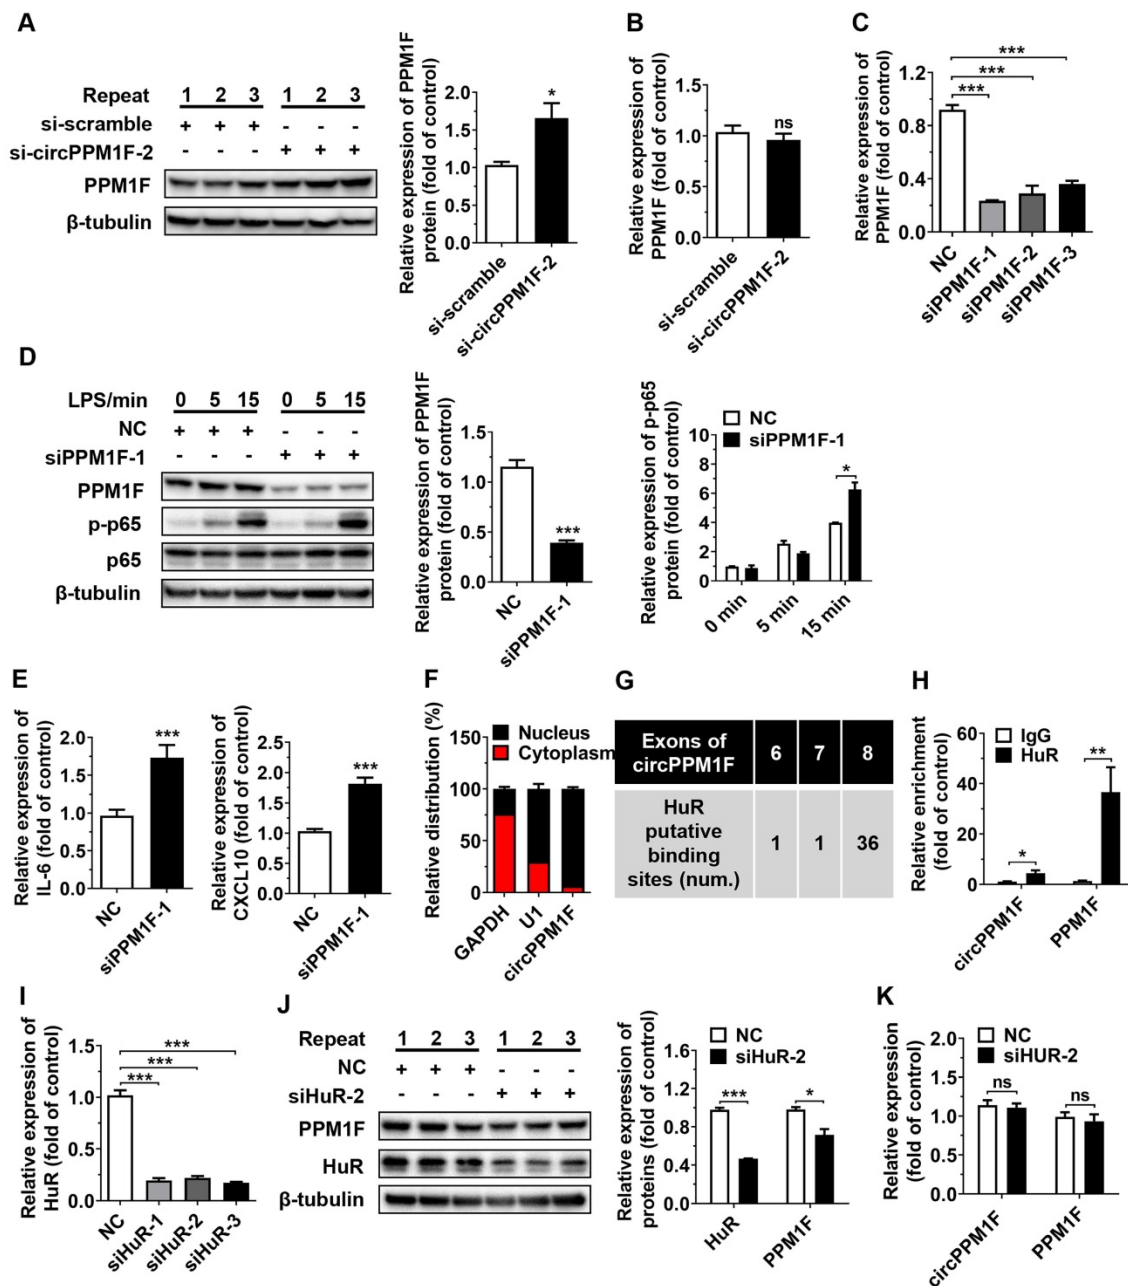 A
Repeat 1 2 3 1 2 3
si-scramble + + + - - -
si-circPPM1F-2 - - - + + +
PPM1F
β-tubulin
Relative expression of PPM1F
protein (fold of control)
2.0
1.5
1.0
0.5
0.0
*
si-scramble
si-circPPM1F-2
B
Relative expression of
PPM1F (fold of control)
1.5
1.0
0.5
0.0
ns
si-scramble
si-circPPM1F-2
C
Relative expression of
PPM1F (fold of control)
1.2
0.8
0.4
0.0
***
***
***
NC
siPPM1F-1
siPPM1F-2
siPPM1F-3
D
LPS/min 0 5 15 0 5 15
NC + + + - - -
siPPM1F-1 - - - + + +
PPM1F
p-p65
p65
β-tubulin
Relative expression of PPM1F
protein (fold of control)
1.5
1.0
0.5
0.0
***
NC
siPPM1F-1
Relative expression of p-p65
protein (fold of control)
NC
siPPM1F-1
10
8
6
4
2
0
*
0 min
5 min
15 min
E
Relative expression of
IL-6 (fold of control)
2.0
1.5
1.0
0.5
0.0
***
NC
siPPM1F-1
Relative expression of
CXCL10 (fold of control)
2.5
2.0
1.5
1.0
0.5
0.0
***
NC
siPPM1F-1
F
Relative distribution (%)
150
100
50
0
Nucleus
Cytoplasm
GAPDH
U1
circPPM1F
G
Exons of
circPPM1F
6 7 8
HuR
putative
binding
sites (num.)
1 1 36
H
Relative enrichment
(fold of control)
IgG
HuR
60
40
20
0
*
**
circPPM1F
PPM1F
I
Relative expression of
HuR (fold of control)
1.5
1.0
0.5
0.0
***
***
***
NC
siHuR-1
siHuR-2
siHuR-3
J
Repeat 1 2 3 1 2 3
NC + + + - - -
siHuR-2 - - - + + +
PPM1F
HuR
β-tubulin
Relative expression of
proteins (fold of control)
NC
siHuR-2
1.6
1.2
0.8
0.4
0.0
***
*
HuR
PPM1F
K
Relative expression
(fold of control)
NC
siHUR-2
2.0
1.5
1.0
0.5
0.0
ns
ns
circPPM1F
PPM1F